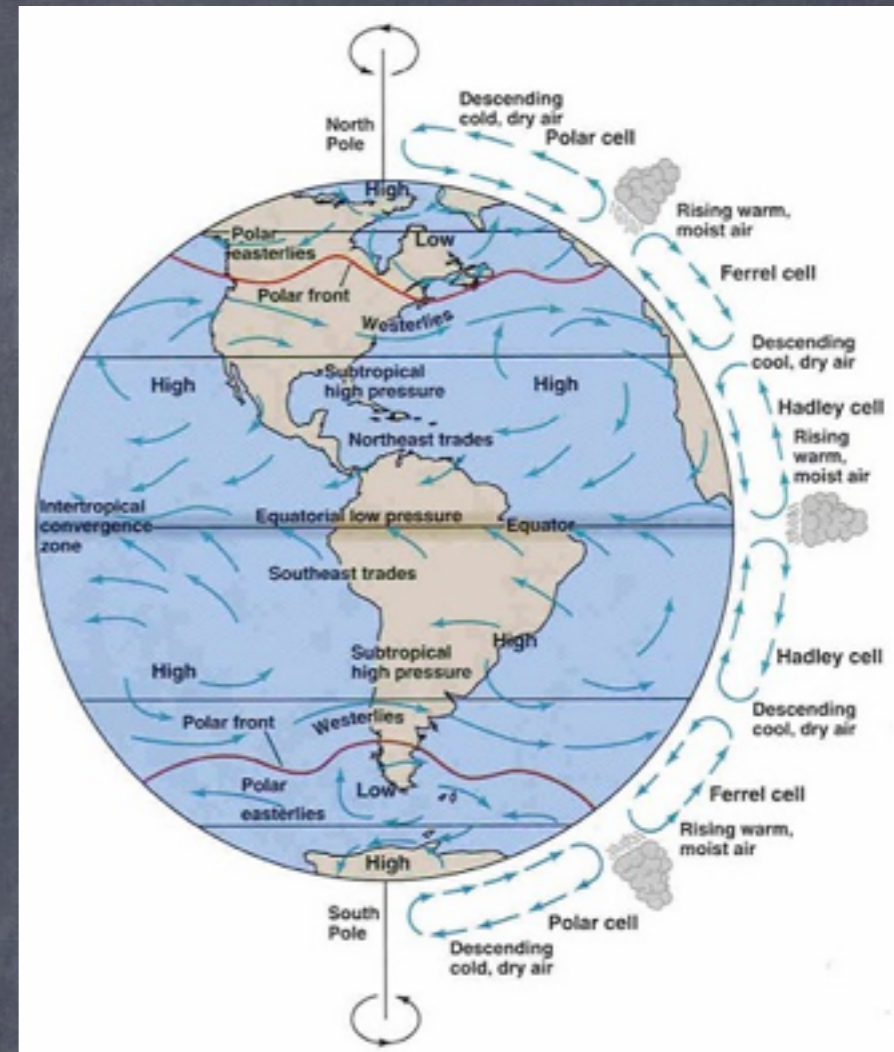 Descending
cold, dry air
Polar cell
North
Pole
High
Rising warm,
moist air
Polar
easterlies
Low
Ferrel cell
Polar front
Westerlies
Descending
cool, dry air
Subtropical
high pressure
High
High
Hadley cell
Northeast trades
Rising
warm,
moist air
Intertropical
convergence
zone
Equatorial low pressure
Equator
Southeast trades
High
Subtropical
high pressure
High
Hadley cell
Descending
cool, dry air
Polar front
Westerlies
Polar
easterlies
Low
Ferrel cell
Rising warm,
moist air
High
South
Pole
Polar cell
Descending
cold, dry air